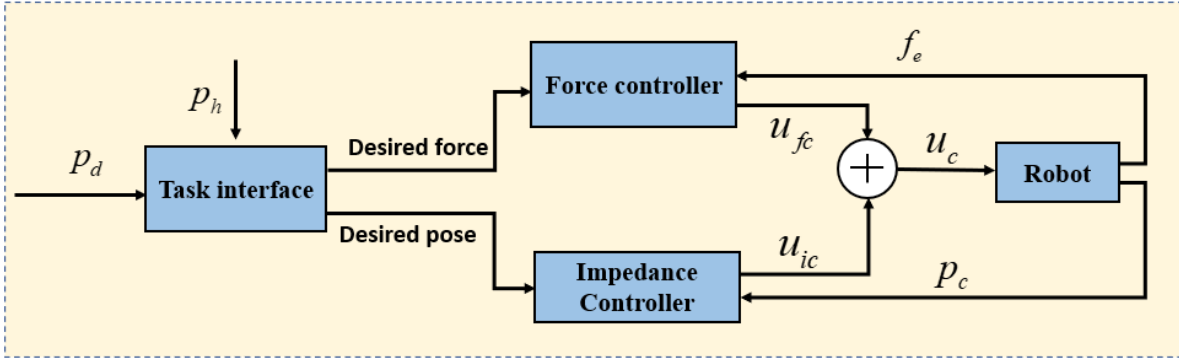 f_e
Force controller
p_h
Desired force
u_fc
p_d
Task interface
u_c
Robot
Desired pose
u_ic
Impedance
Controller
p_c